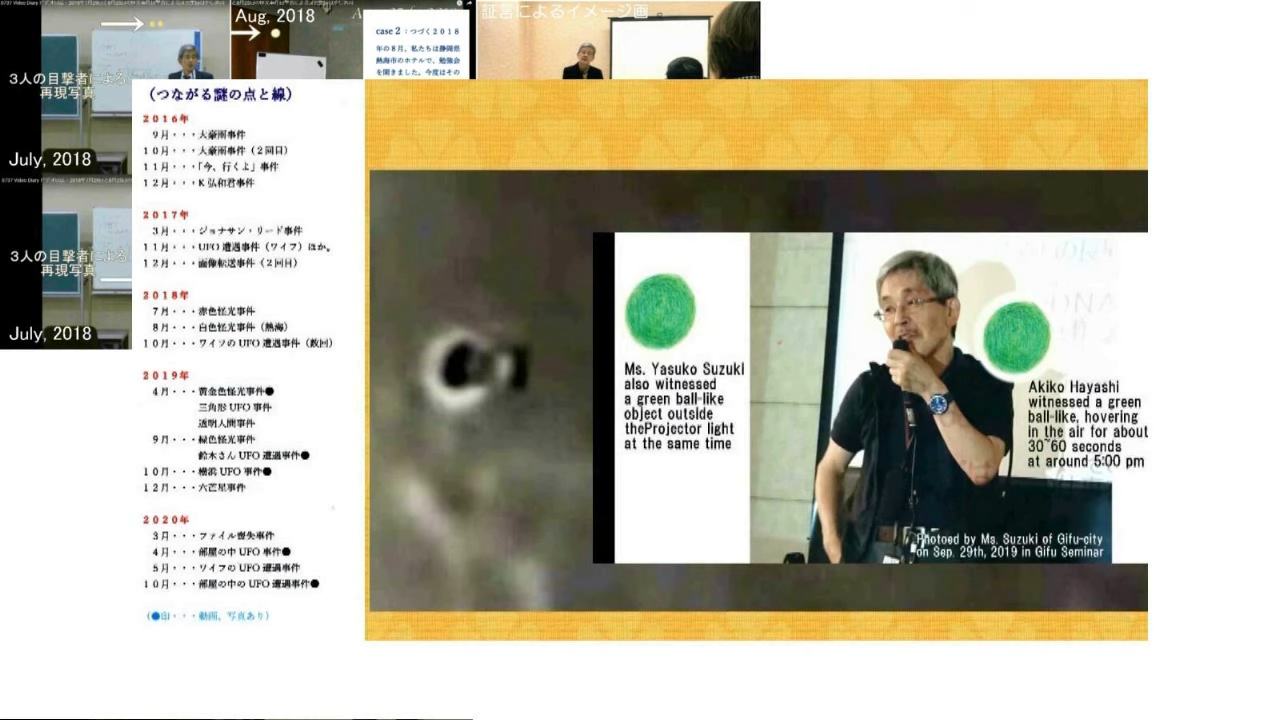 Aug, 2018
証言によるイメージ画
3人の目撃者による
再現写真
July, 2018
case 2：つづく2018
年の8月、私たちは静岡県
熱海市のホテルで、勉強会
を開きました。今度はその
3人の目撃者による
再現写真
July, 2018
（つながる謎の点と線）
2016年
9月・・・大豪雨事件
10月・・・大豪雨事件（2回目）
11月・・・「今、行くよ」事件
12月・・・K弘和君事件
2017年
3月・・・ジョナサン・リード事件
11月・・・UFO遭遇事件（ワイフ）ほか。
12月・・・画像転送事件（2回目）
2018年
7月・・・赤色怪光事件
8月・・・白色怪光事件（熱海）
10月・・・ワイフのUFO遭遇事件（数回）
2019年
4月・・・黄金色怪光事件●
三角形UFO事件
透明人間事件
9月・・・緑色怪光事件
鈴木さんUFO遭遇事件●
10月・・・横浜UFO事件●
12月・・・六芒星事件
2020年
3月・・・ファイル喪失事件
4月・・・部屋の中UFO事件●
5月・・・ワイフのUFO遭遇事件
10月・・・部屋の中のUFO遭遇事件●
（●印・・・動画、写真あり）
Ms. Yasuko Suzuki
also witnessed
a green ball-like
object outside
theProjector light
at the same time
Akiko Hayashi
witnessed a green
ball-like, hovering
in the air for about
30~60 seconds
at around 5:00 pm
Photoed by Ms. Suzuki of Gifu-city
on Sep. 29th, 2019 in Gifu Seminar